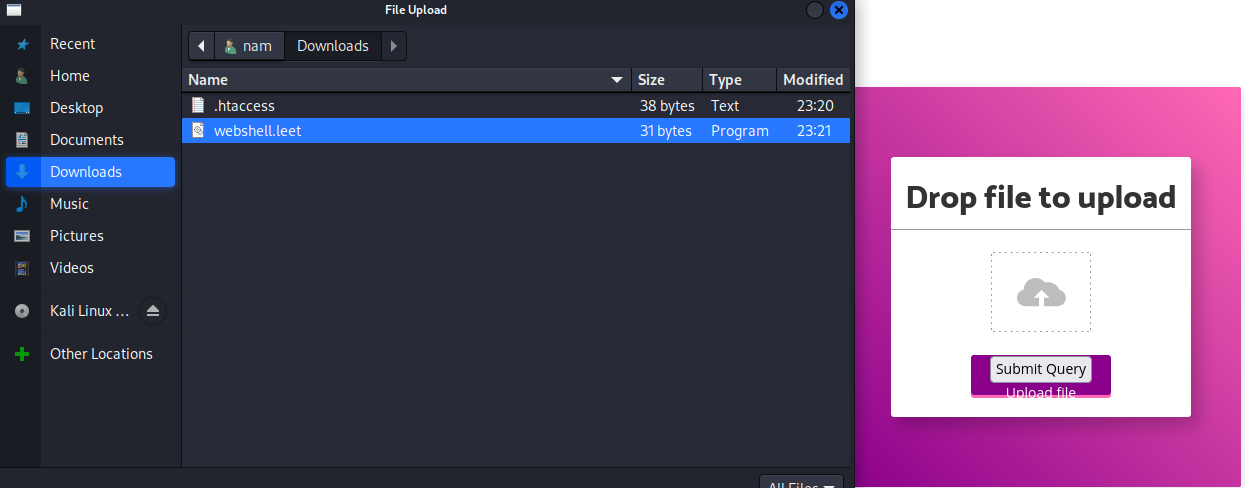 File Upload
Recent
Home
Desktop
Documents
Downloads
Music
Pictures
Videos
Kali Linux ...
Other Locations
nam Downloads
Name Size Type Modified
.htaccess 38 bytes Text 23:20
webshell.leet 31 bytes Program 23:21
All Files
Drop file to upload
Submit Query
Upload file